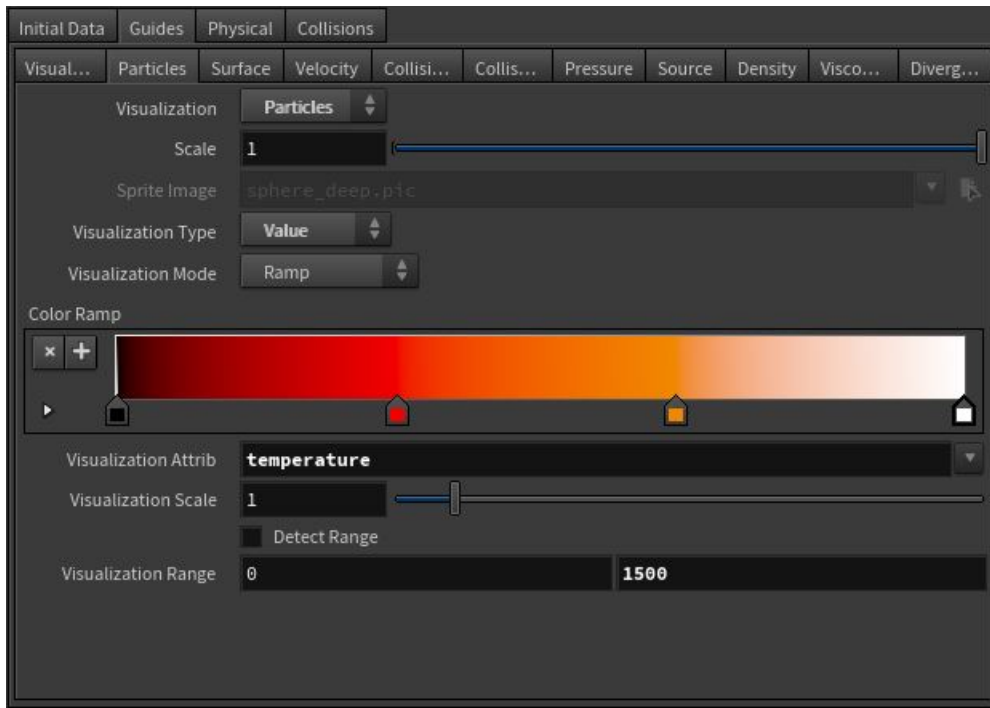 Initial Data Guides Physical Collisions
Visual... Particles Surface Velocity Collisi... Collis... Pressure Source Density Visco... Diverg...
Visualization Particles
Scale 1
Sprite Image sphere_deep.pic
Visualization Type Value
Visualization Mode Ramp
Color Ramp
Visualization Attrib temperature
Visualization Scale 1
Detect Range
Visualization Range 0 1500